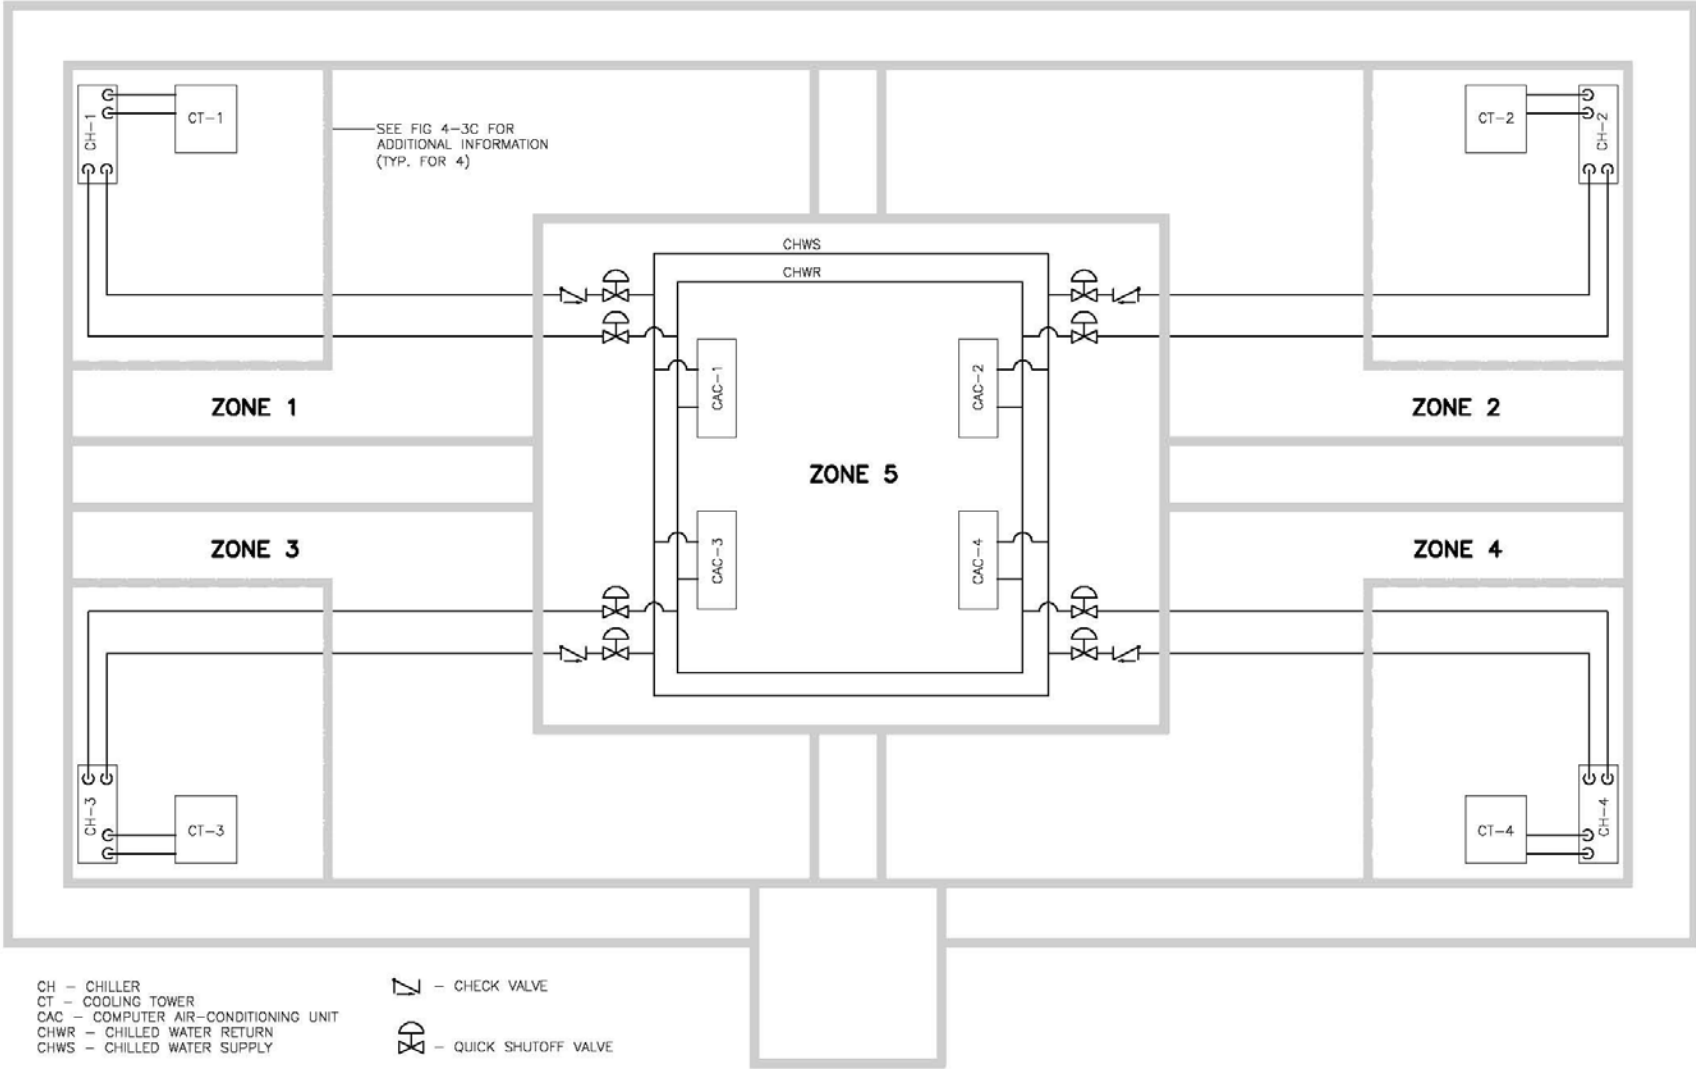 CH-1
CT-1
SEE FIG 4-3C FOR
ADDITIONAL INFORMATION
(TYP. FOR 4)
CT-2
CH-2
CHWS
CHWR
CAC-1
CAC-2
ZONE 1
ZONE 2
ZONE 5
ZONE 3
CAC-3
CAC-4
ZONE 4
CH-3
CT-3
CT-4
CH-4
CH - CHILLER
CT - COOLING TOWER
CAC - COMPUTER AIR-CONDITIONING UNIT
CHWR - CHILLED WATER RETURN
CHWS - CHILLED WATER SUPPLY
- CHECK VALVE
- QUICK SHUTOFF VALVE